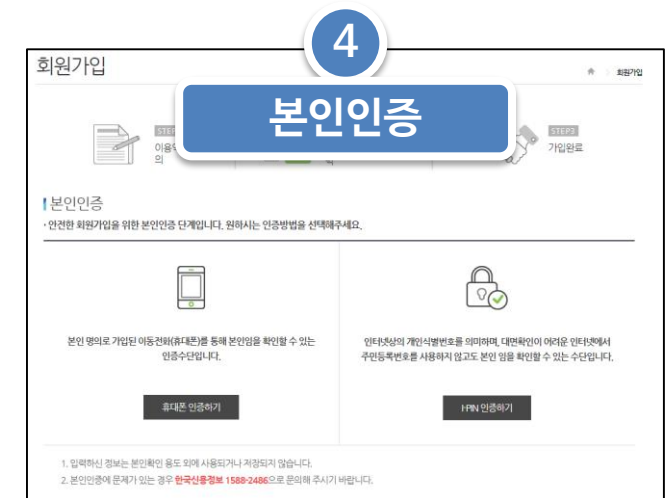 4
회원가입
회원가입
본인인증
STEP3
이용
의
가입완료
본인인증
· 안전한 회원가입을 위한 본인인증 단계입니다. 원하시는 인증방법을 선택해주세요.
본인 명의로 가입된 이동전화(휴대폰)를 통해 본인임을 확인할 수 있는
인증수단입니다.
휴대폰 인증하기
인터넷상의 개인식별번호를 의미하며, 대면확인이 어려운 인터넷에서
주민등록번호를 사용하지 않고도 본인 임을 확인할 수 있는 수단입니다.
I-PIN 인증하기
1. 입력하신 정보는 본인확인 용도 외에 사용되거나 저장되지 않습니다.
2. 본인인증에 문제가 있는 경우 한국신용정보 1588-2486으로 문의해 주시기 바랍니다.